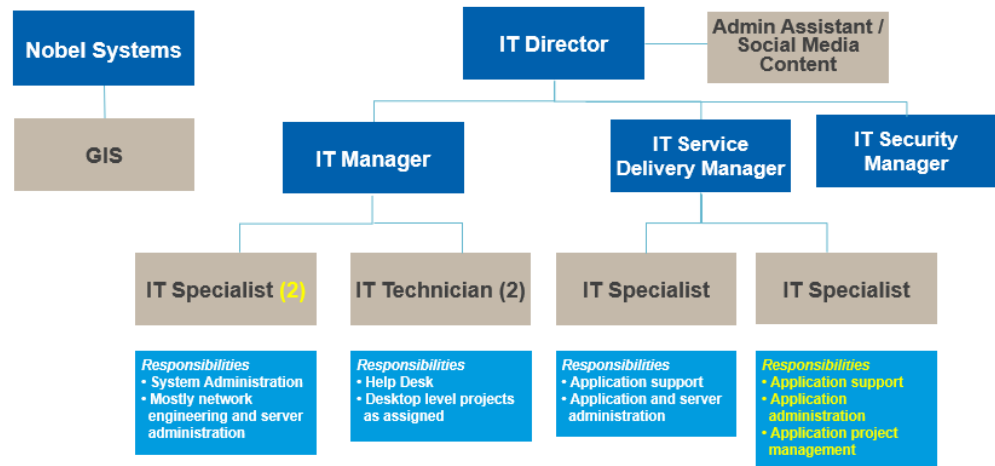 Nobel Systems
GIS
IT Director
Admin Assistant /
Social Media
Content
IT Manager
IT Service
Delivery Manager
IT Security
Manager
IT Specialist (2)
IT Technician (2)
IT Specialist
IT Specialist
Responsibilities
• System Administration
• Mostly network
engineering and server
administration
Responsibilities
• Help Desk
• Desktop level projects
as assigned
Responsibilities
• Application support
• Application and server
administration
Responsibilities
• Application support
• Application
administration
• Application project
management